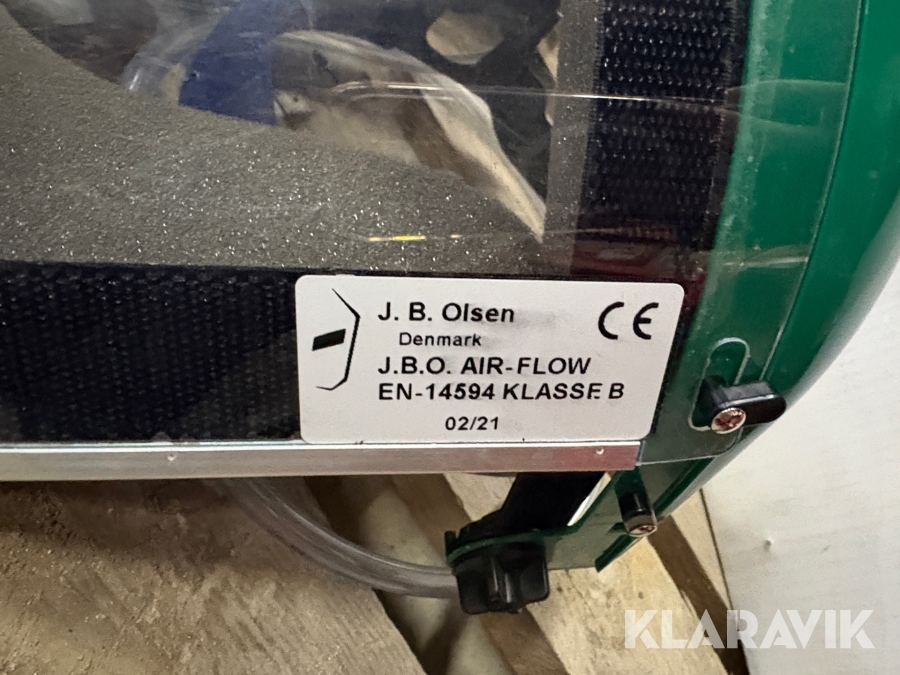 J. B. Olsen
CE
Denmark
J.B.O. AIR-FLOW
EN-14594 KLASSE B
02/21
KLARAVIK